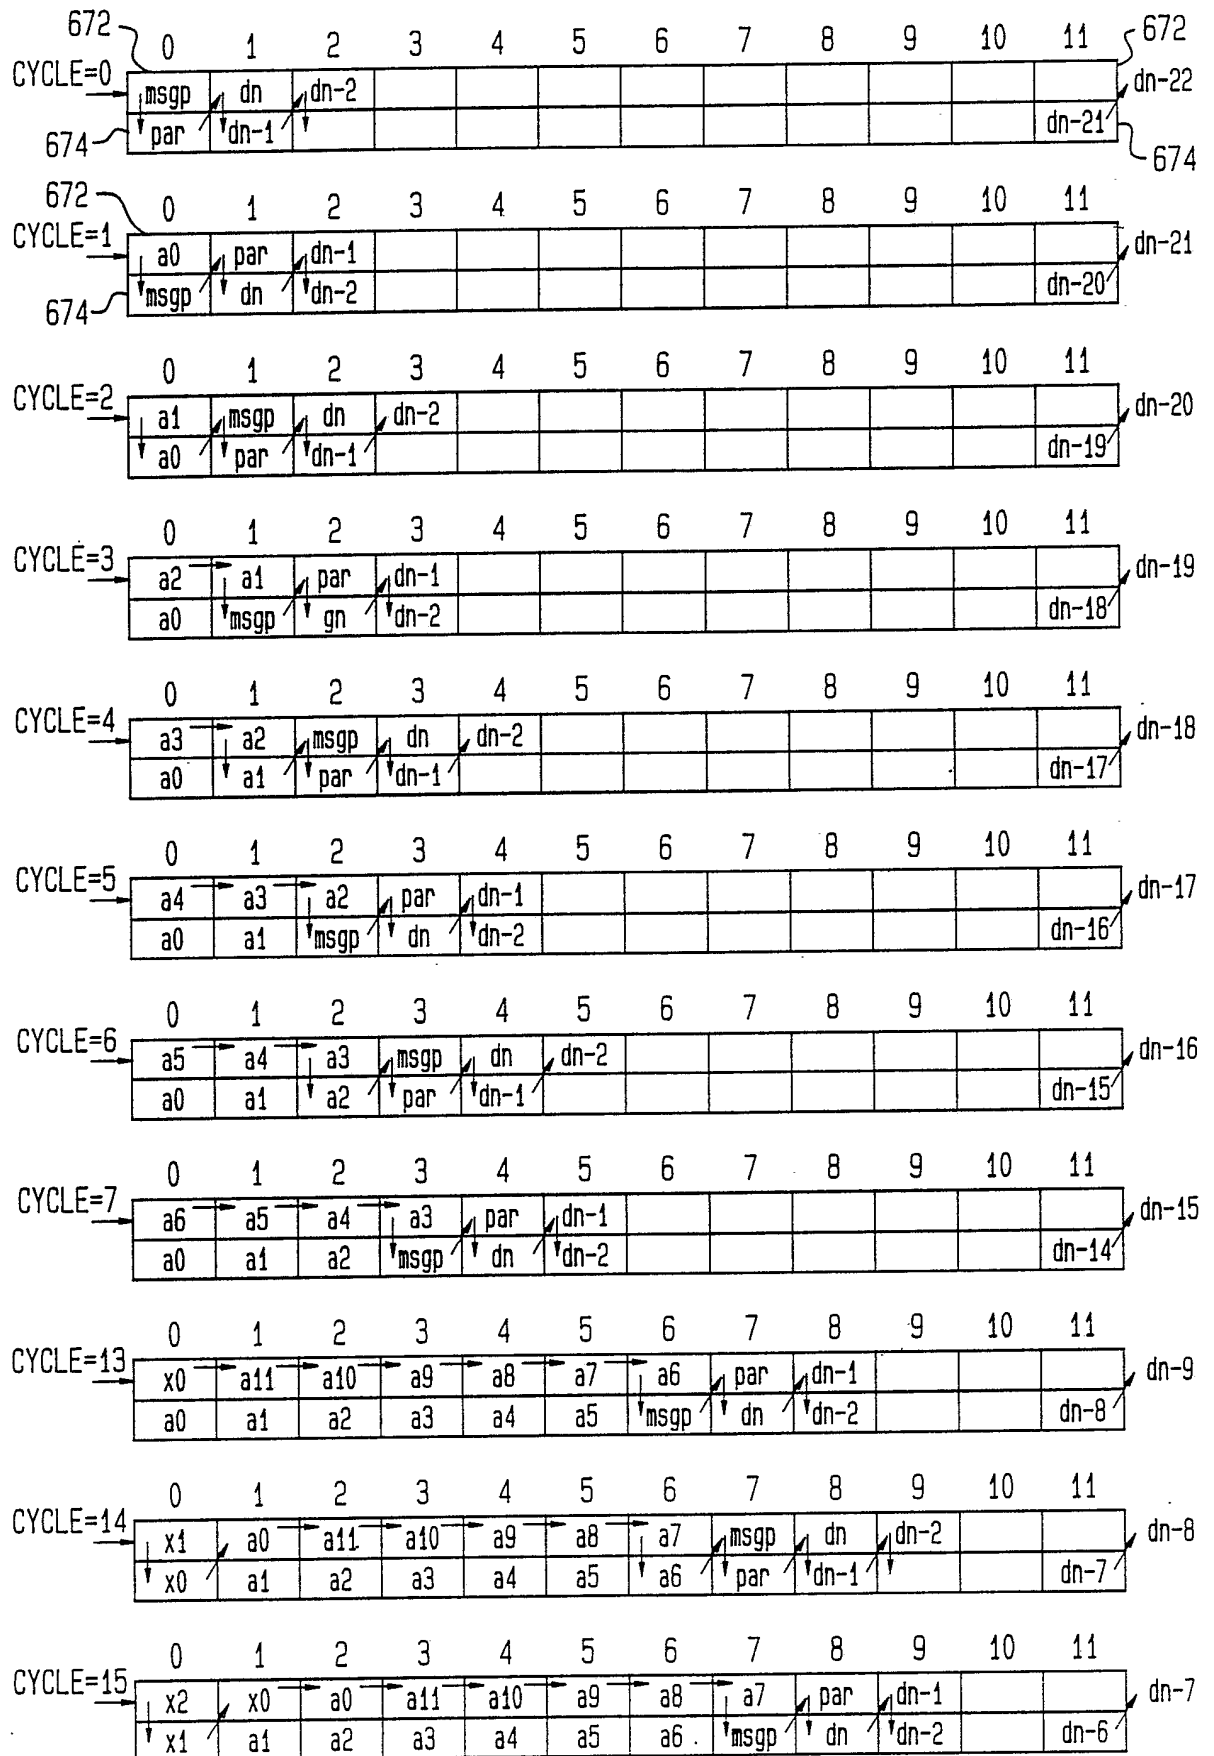 672 0 1 2 3 4 5 6 7 8 9 10 11 672
CYCLE=0 msgp dn dn-2 dn-22
674 par dn-1 dn-21 674
672 0 1 2 3 4 5 6 7 8 9 10 11
CYCLE=1 a0 par dn-1 dn-21
674 msgp dn dn-2 dn-20
0 1 2 3 4 5 6 7 8 9 10 11
CYCLE=2 a1 msgp dn dn-2 dn-20
a0 par dn-1 dn-19
0 1 2 3 4 5 6 7 8 9 10 11
CYCLE=3 a2 a1 par dn-1 dn-19
a0 msgp gn dn-2 dn-18
0 1 2 3 4 5 6 7 8 9 10 11
CYCLE=4 a3 a2 msgp dn dn-2 dn-18
a0 a1 par dn-1 dn-17
0 1 2 3 4 5 6 7 8 9 10 11
CYCLE=5 a4 a3 a2 par dn-1 dn-17
a0 a1 msgp dn dn-2 dn-16
0 1 2 3 4 5 6 7 8 9 10 11
CYCLE=6 a5 a4 a3 msgp dn dn-2 dn-16
a0 a1 a2 par dn-1 dn-15
0 1 2 3 4 5 6 7 8 9 10 11
CYCLE=7 a6 a5 a4 a3 par dn-1 dn-15
a0 a1 a2 msgp dn dn-2 dn-14
0 1 2 3 4 5 6 7 8 9 10 11
CYCLE=13 x0 a11 a10 a9 a8 a7 a6 par dn-1 dn-9
a0 a1 a2 a3 a4 a5 msgp dn dn-2 dn-8
0 1 2 3 4 5 6 7 8 9 10 11
CYCLE=14 x1 a0 a11 a10 a9 a8 a7 msgp dn dn-2 dn-8
x0 a1 a2 a3 a4 a5 a6 par dn-1 dn-7
0 1 2 3 4 5 6 7 8 9 10 11
CYCLE=15 x2 x0 a0 a11 a10 a9 a8 a7 par dn-1 dn-7
x1 a1 a2 a3 a4 a5 a6 msgp dn dn-2 dn-6